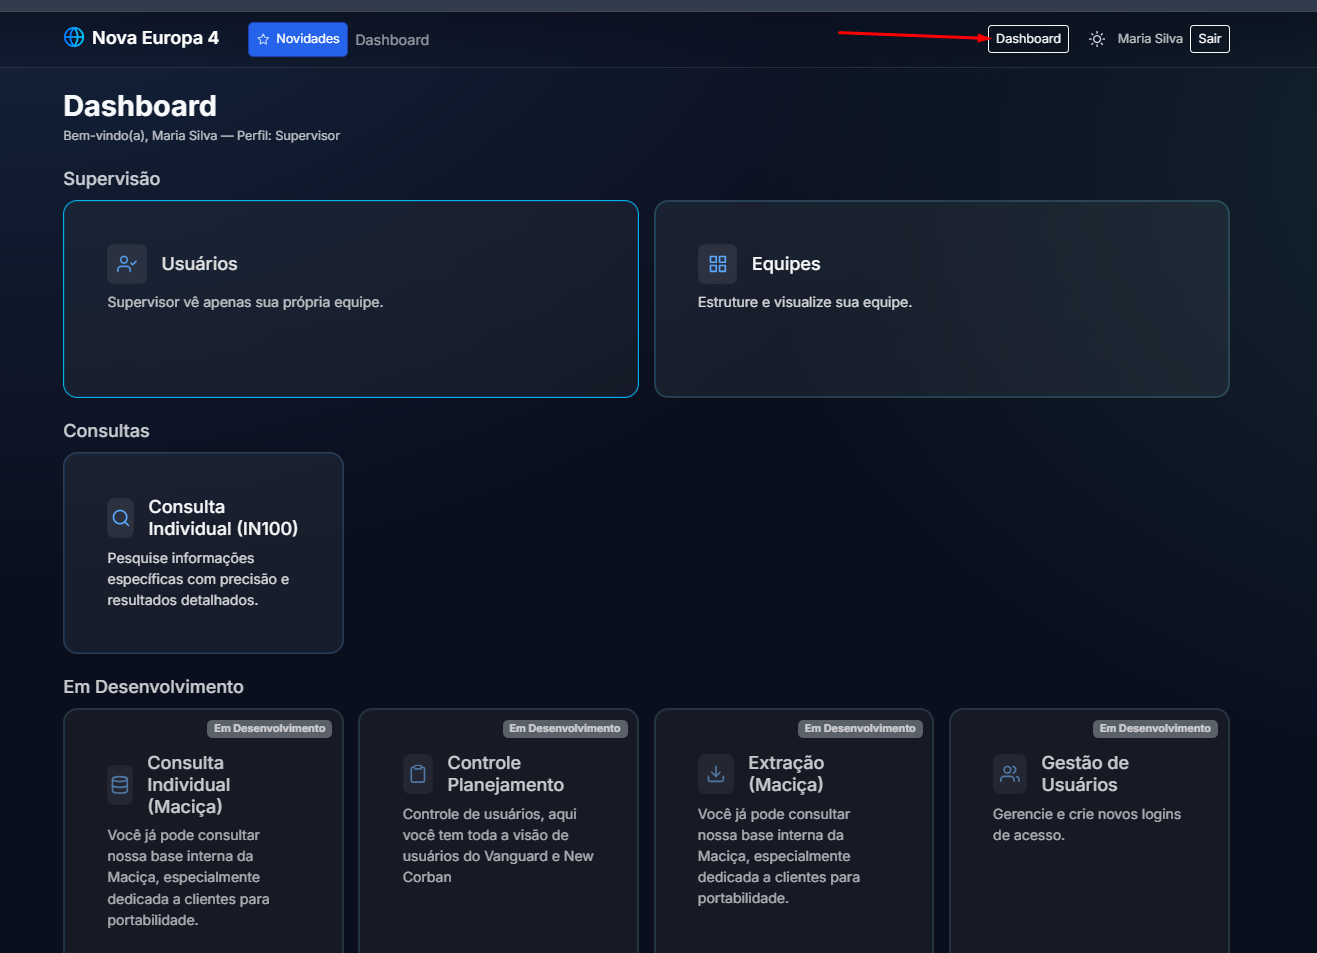 Nova Europa 4
Novidades
Dashboard
Dashboard
Maria Silva
Sair
Dashboard
Bem-vindo(a), Maria Silva — Perfil: Supervisor
Supervisão
Usuários
Supervisor vê apenas sua própria equipe.
Equipes
Estruture e visualize sua equipe.
Consultas
Consulta
Individual (IN100)
Pesquise informações
específicas com precisão e
resultados detalhados.
Em Desenvolvimento
Em Desenvolvimento
Consulta
Individual
(Maciça)
Você já pode consultar
nossa base interna da
Maciça, especialmente
dedicada a clientes para
portabilidade.
Em Desenvolvimento
Controle
Planejamento
Controle de usuários, aqui
você tem toda a visão de
usuários do Vanguard e New
Corban
Em Desenvolvimento
Extração
(Maciça)
Você já pode consultar
nossa base interna da
Maciça, especialmente
dedicada a clientes para
portabilidade.
Em Desenvolvimento
Gestão de
Usuários
Gerencie e crie novos logins
de acesso.